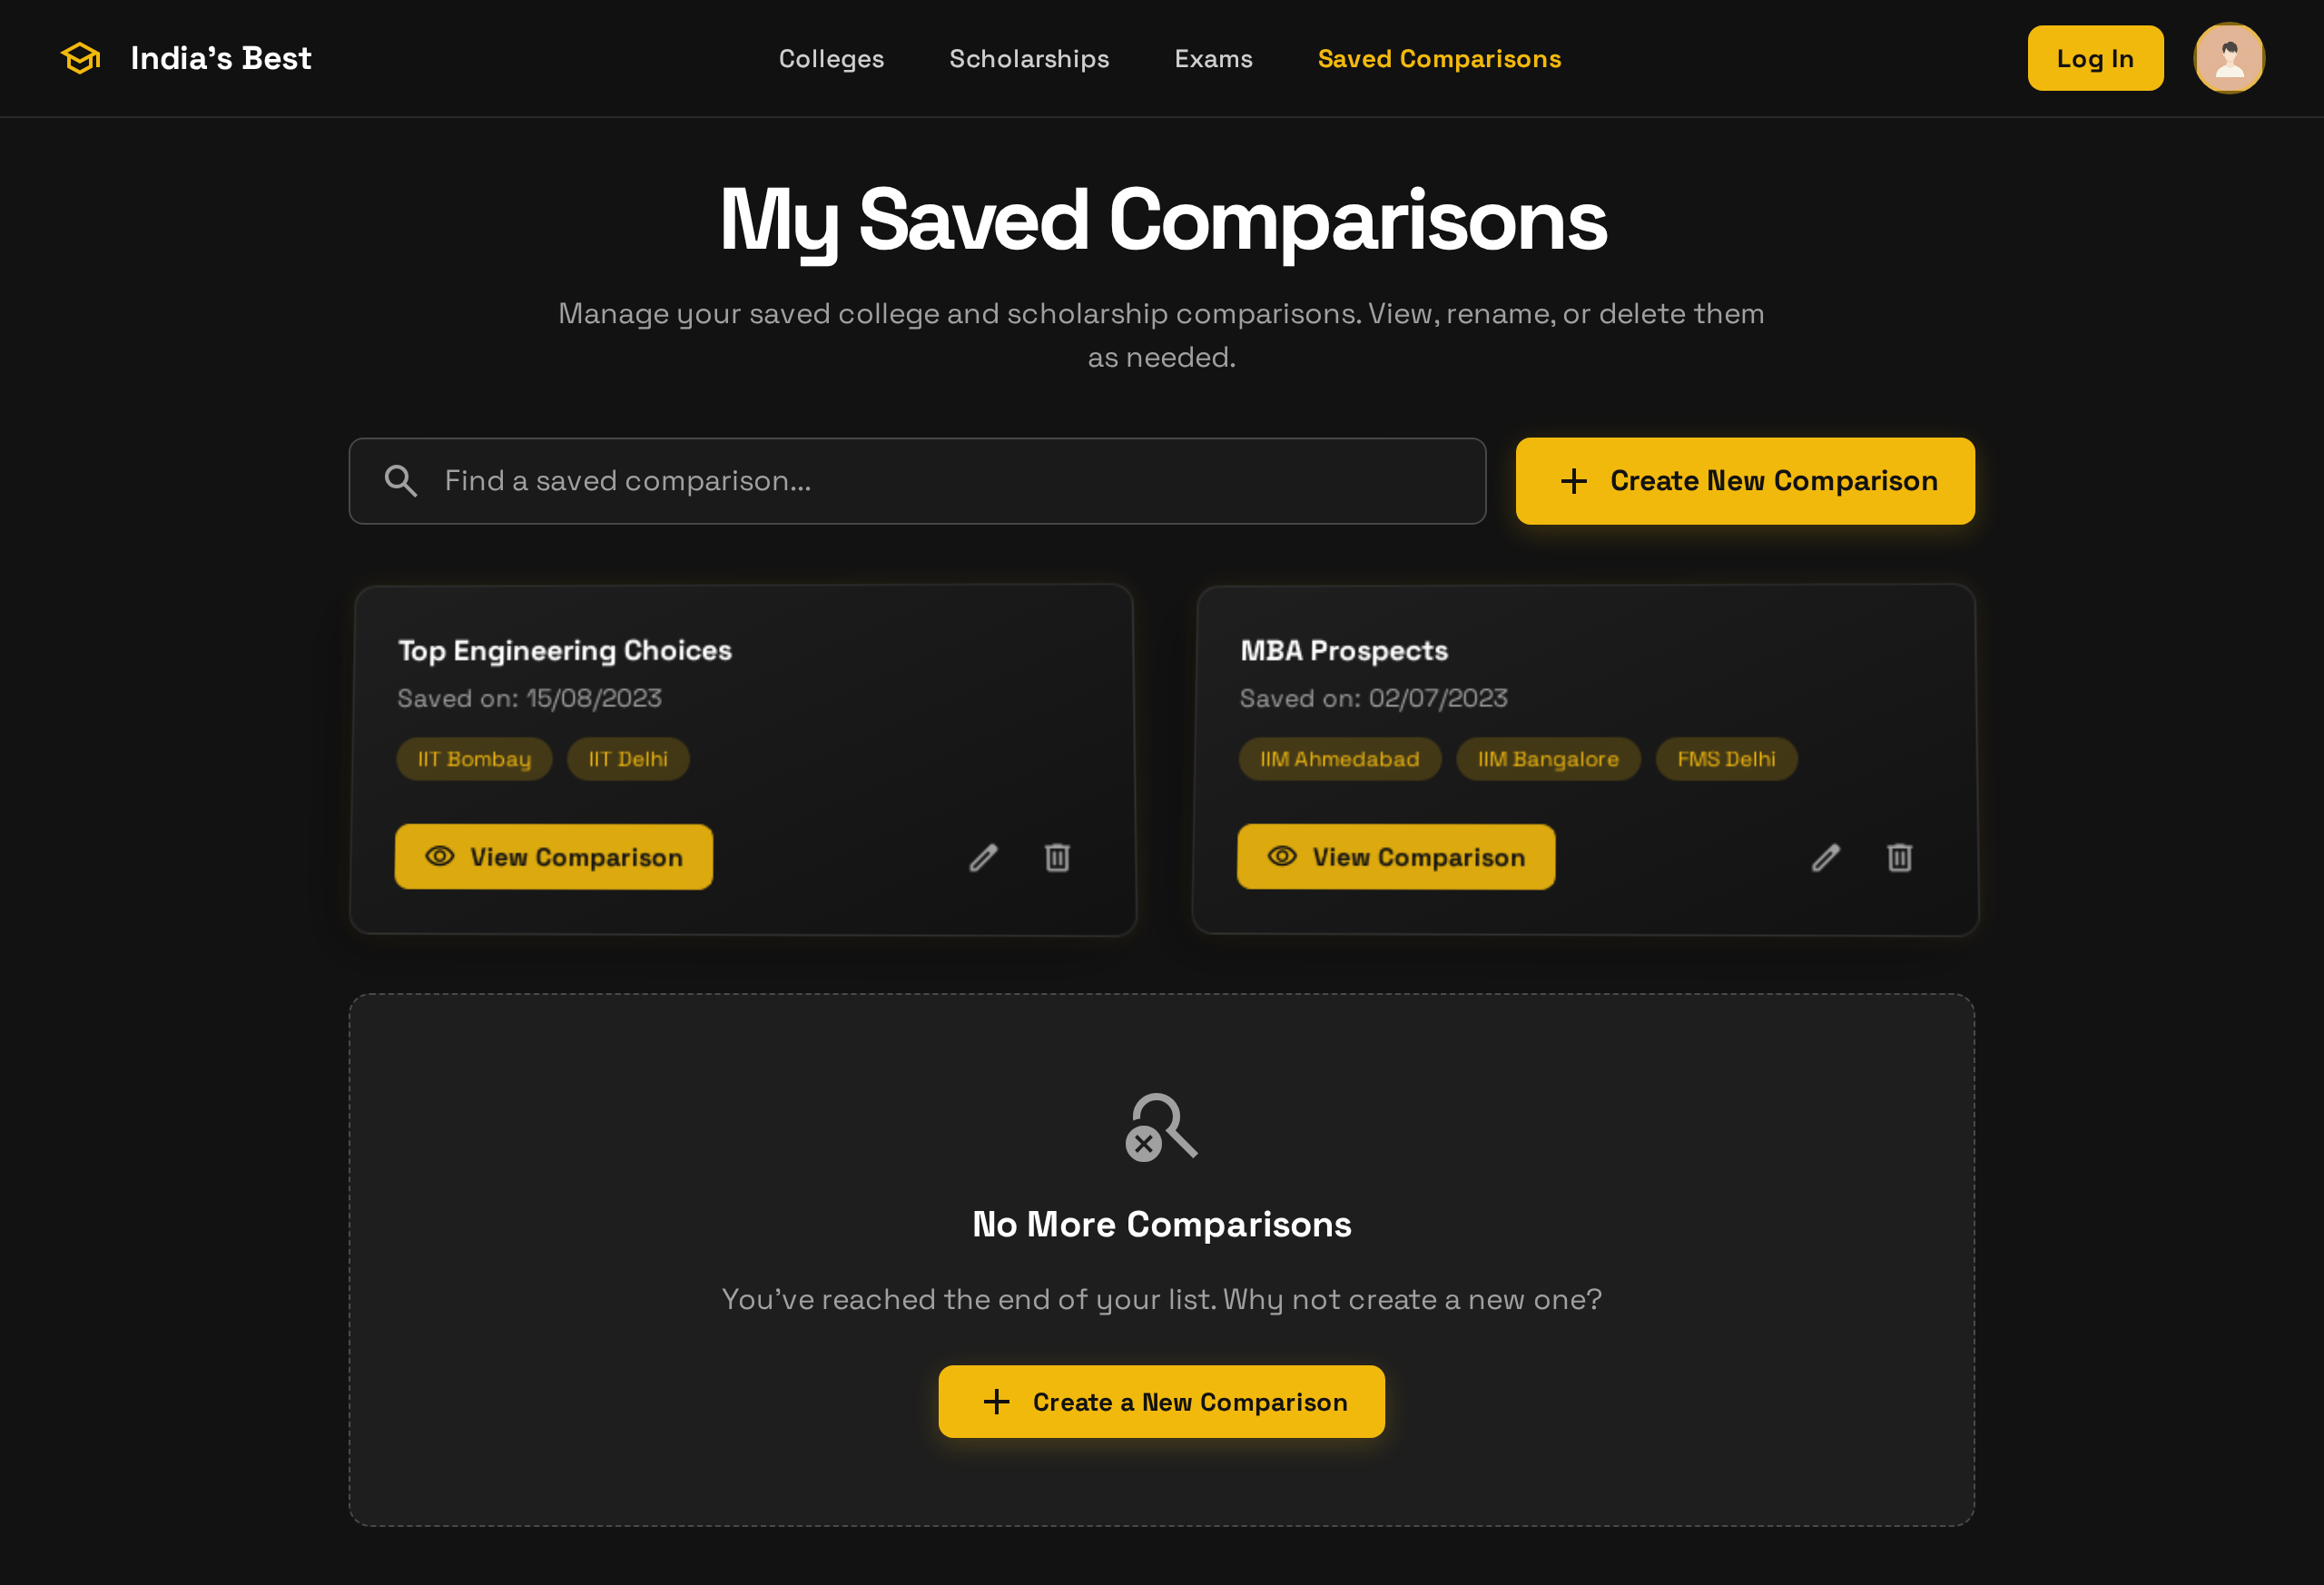 India's Best
Colleges
Scholarships
Exams
Saved Comparisons
Log In
My Saved Comparisons
Manage your saved college and scholarship comparisons. View, rename, or delete them
as needed.
Find a saved comparison...
Create New Comparison
Top Engineering Choices
Saved on: 15/08/2023
IIT Bombay
IIT Delhi
View Comparison
MBA Prospects
Saved on: 02/07/2023
IIM Ahmedabad
IIM Bangalore
FMS Delhi
View Comparison
No More Comparisons
You've reached the end of your list. Why not create a new one?
Create a New Comparison